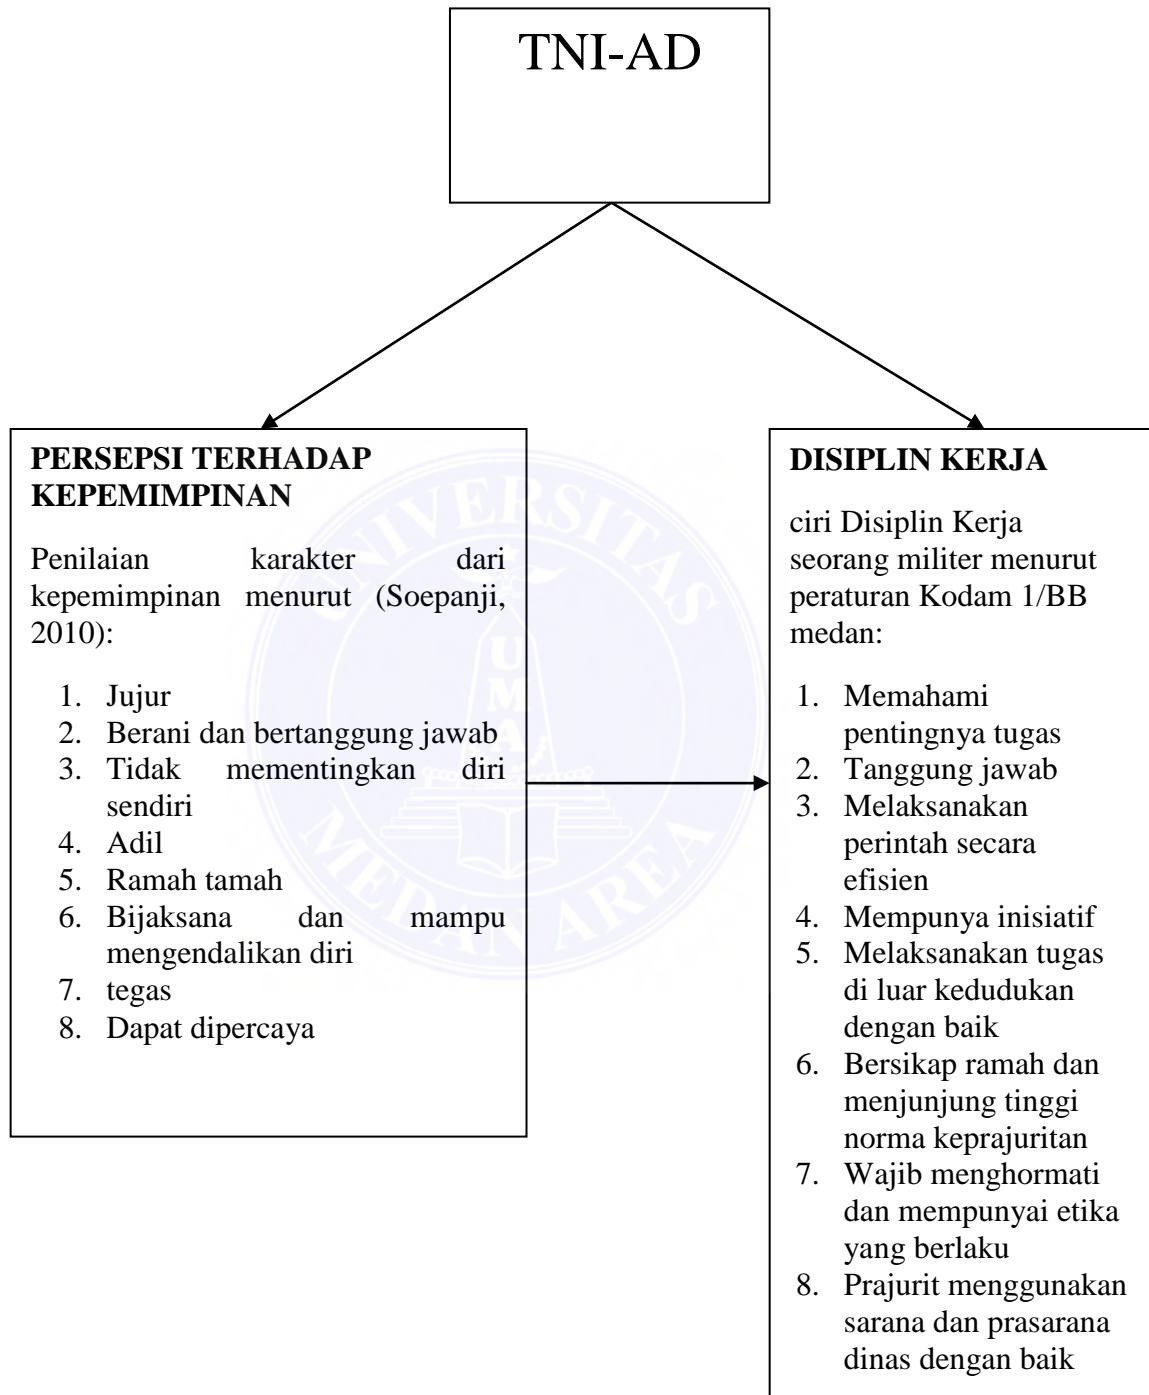 TNI-AD
PERSEPSI TERHADAP
KEPEMIMPINAN
Penilaian karakter dari
kepemimpinan menurut (Soepanji,
2010):
1. Jujur
2. Berani dan bertanggung jawab
3. Tidak mementingkan diri
sendiri
4. Adil
5. Ramah tamah
6. Bijaksana dan mampu
mengendalikan diri
7. tegas
8. Dapat dipercaya
DISIPLIN KERJA
ciri Disiplin Kerja
seorang militer menurut
peraturan Kodam 1/BB
medan:
1. Memahami
pentingnya tugas
2. Tanggung jawab
3. Melaksanakan
perintah secara
efisien
4. Mempunya inisiatif
5. Melaksanakan tugas
di luar kedudukan
dengan baik
6. Bersikap ramah dan
menjunjung tinggi
norma keprajuritan
7. Wajib menghormati
dan mempunyai etika
yang berlaku
8. Prajurit menggunakan
sarana dan prasarana
dinas dengan baik
UNIVERSITAS
UMA
MEDAN AREA